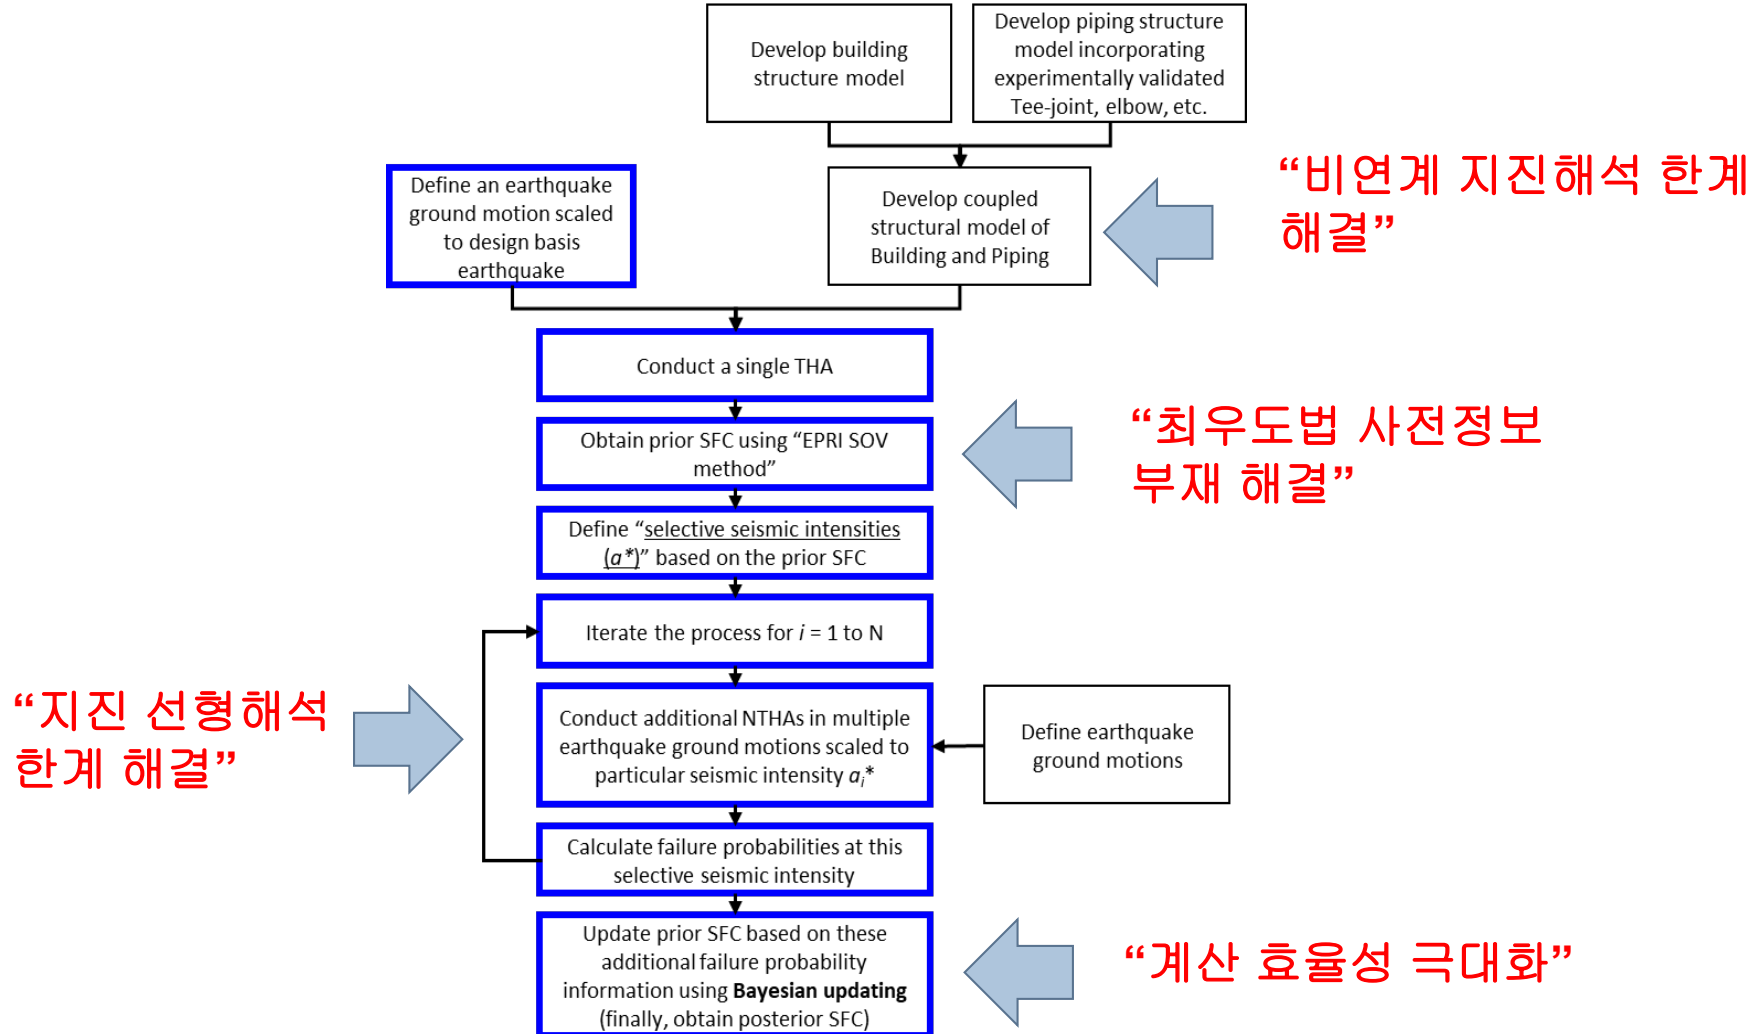 Develop building
structure model
Develop piping structure
model incorporating
experimentally validated
Tee-joint, elbow, etc.
Define an earthquake
ground motion scaled
to design basis
earthquake
Develop coupled
structural model of
Building and Piping
“비연계 지진해석 한계
해결”
Conduct a single THA
Obtain prior SFC using “EPRI SOV
method”
“최우도법 사전정보
부재 해결”
Define “selective seismic intensities
(a*)” based on the prior SFC
Iterate the process for i = 1 to N
“지진 선형해석
한계 해결”
Conduct additional NTHAs in multiple
earthquake ground motions scaled to
particular seismic intensity ai*
Define earthquake
ground motions
Calculate failure probabilities at this
selective seismic intensity
Update prior SFC based on these
additional failure probability
information using Bayesian updating
(finally, obtain posterior SFC)
“계산 효율성 극대화”